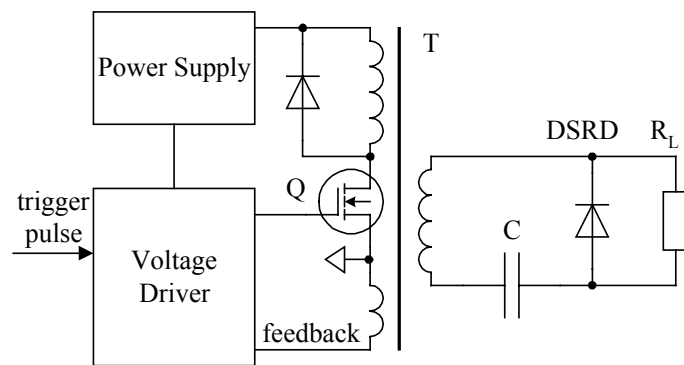 T
Power Supply
DSRD
R_L
Q
trigger
pulse
C
Voltage
Driver
feedback